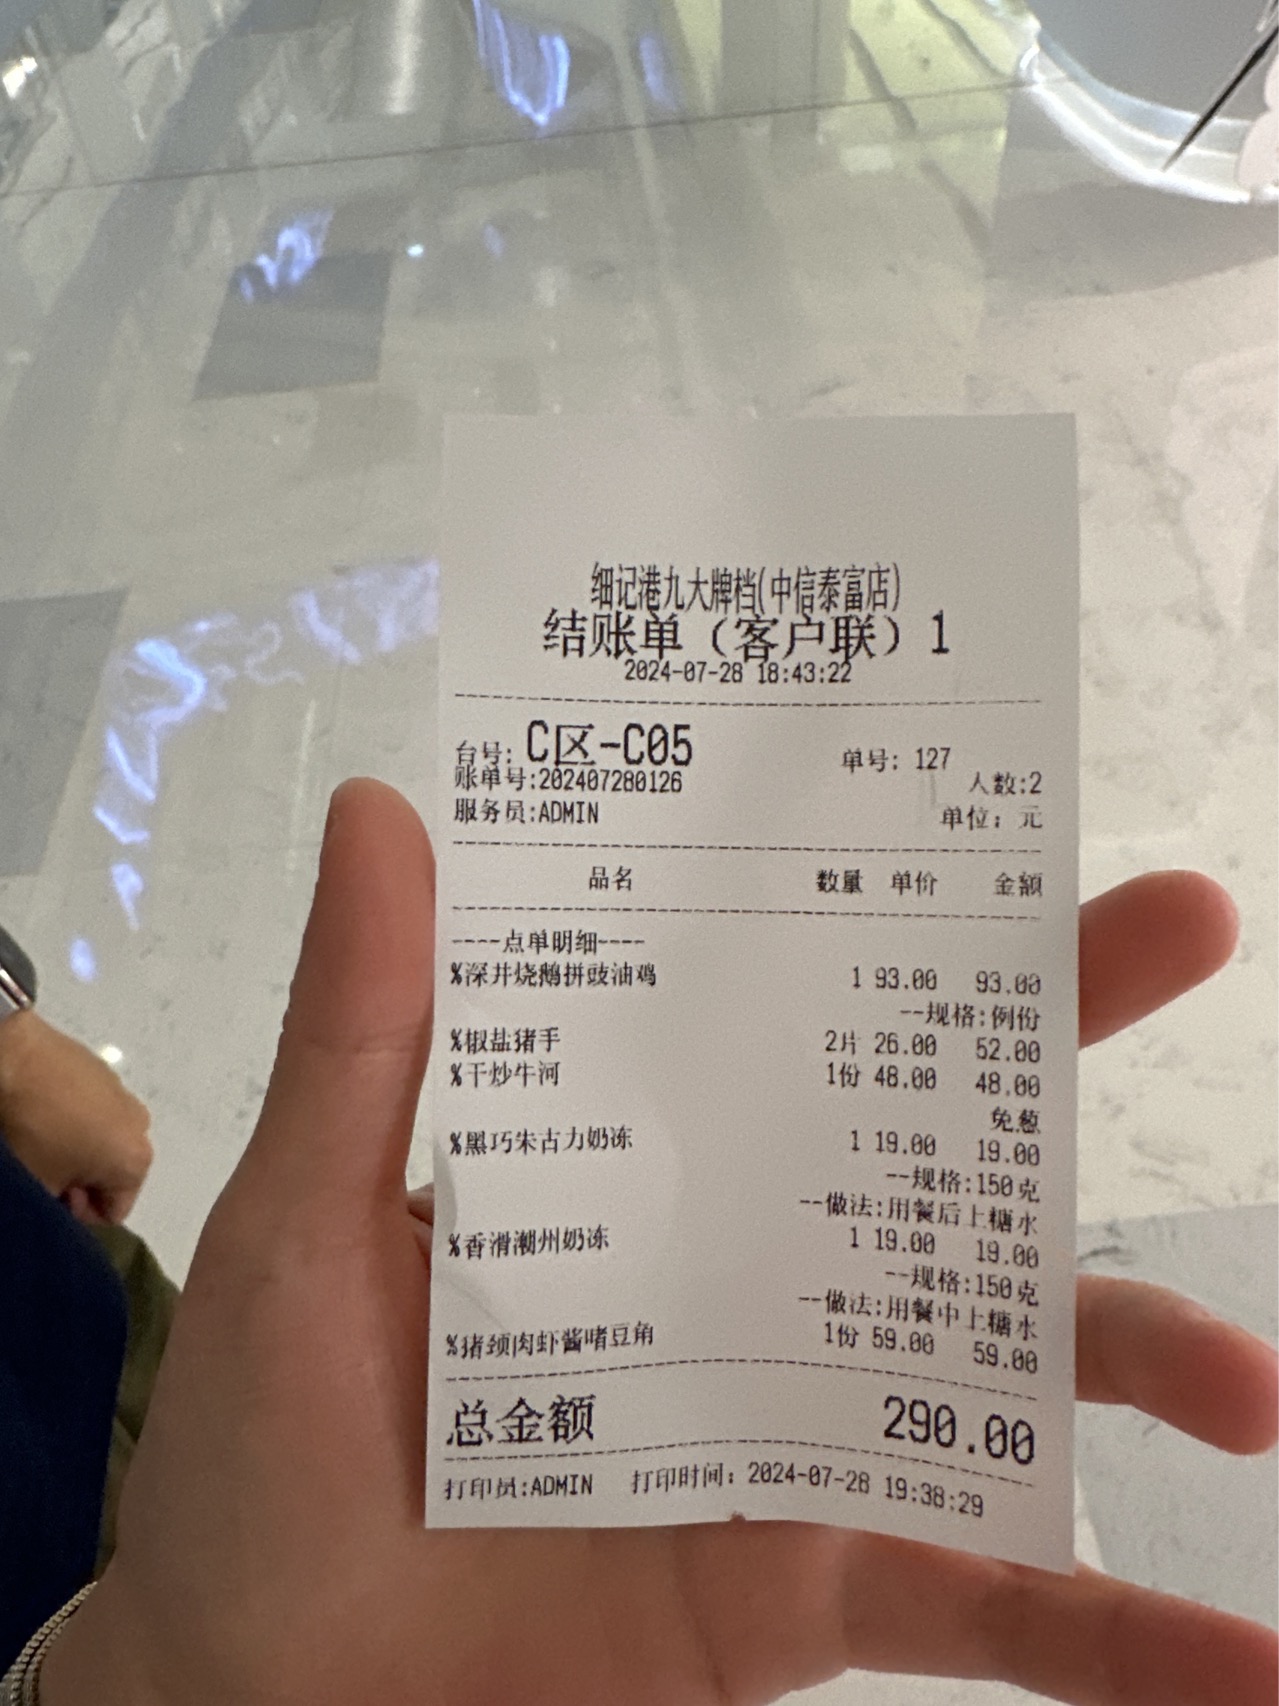 细记港九大牌档(中信泰富店)
结账单（客户联）1
2024-07-28 18:43:22
台号: C区-C05 单号: 127
账单号:202407280126 人数:2
服务员:ADMIN 单位: 元
品名 数量 单价 金额
----点单明细----
%深井烧鹅拼豉油鸡 1 93.00 93.00
--规格:例份
%椒盐猪手 2片 26.00 52.00
%干炒牛河 1份 48.00 48.00
免葱
%黑巧朱古力奶冻 1 19.00 19.00
--规格:150克
--做法:用餐后上糖水
%香滑潮州奶冻 1 19.00 19.00
--规格:150克
--做法:用餐中上糖水
%猪颈肉虾酱啫豆角 1份 59.00 59.00
总金额 290.00
打印员:ADMIN 打印时间: 2024-07-28 19:38:29